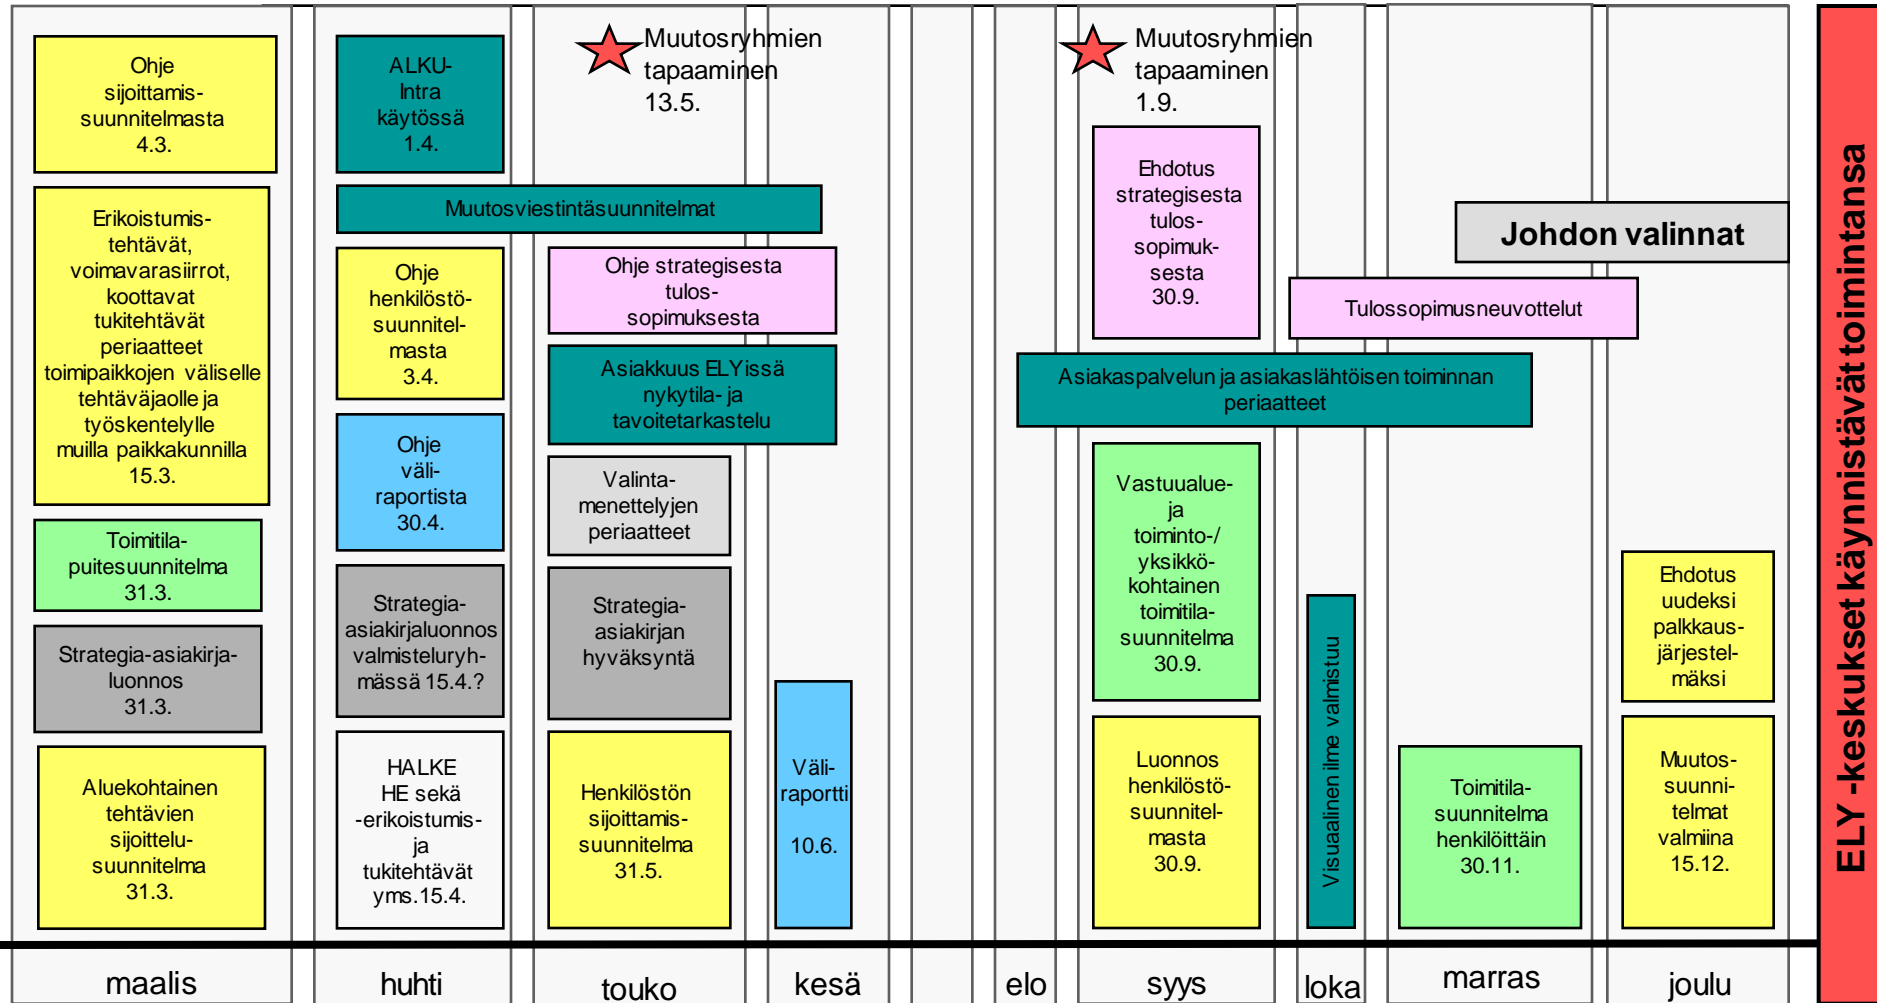 Ohje
sijoittamis-
suunnitelmasta
4.3.
Erikoistumis-
tehtävät,
voimavarasiirrot,
koottavat
tukitehtävät
periaatteet
toimipaikkojen väliselle
tehtäväjaolle ja
työskentelylle
muilla paikkakunnilla
15.3.
Toimitila-
puitesuunnitelma
31.3.
Strategia-asiakirja-
luonnos
31.3.
Aluekohtainen
tehtävien
sijoittelu-
suunnitelma
31.3.
maalis
ALKU-
Intra
käytössä
1.4.
Muutosviestintäsuunnitelmat
Ohje
henkilöstö-
suunnitel-
masta
3.4.
Ohje
väli-
raportista
30.4.
Strategia-
asiakirjaluonnos
valmisteluryh-
mässä 15.4.?
HALKE
HE sekä
-erikoistumis-
ja
tukitehtävät
yms.15.4.
huhti
Muutosryhmien
tapaaminen
13.5.
Ohje strategisesta
tulos-
sopimuksesta
Asiakkuus ELYissä
nykytila- ja
tavoitetarkastelu
Valinta-
menettelyjen
periaatteet
Strategia-
asiakirjan
hyväksyntä
Henkilöstön
sijoittamis-
suunnitelma
31.5.
touko
Väli-
raportti
10.6.
kesä
elo
Muutosryhmien
tapaaminen
1.9.
Ehdotus
strategisesta
tulos-
sopimuk-
sesta
30.9.
Asiakaspalvelun ja asiakaslähtöisen toiminnan
periaatteet
Vastuualue-
ja
toiminto-/
yksikkö-
kohtainen
toimitila-
suunnitelma
30.9.
Luonnos
henkilöstö-
suunnitel-
masta
30.9.
syys
Tulossopimusneuvottelut
Visuaalinen ilme valmistuu
loka
Johdon valinnat
Toimitila-
suunnitelma
henkilöittäin
30.11.
marras
Ehdotus
uudeksi
palkkaus-
järjestel-
mäksi
Muutos-
suunni-
telmat
valmiina
15.12.
joulu
ELY -keskukset käynnistävät toimintansa